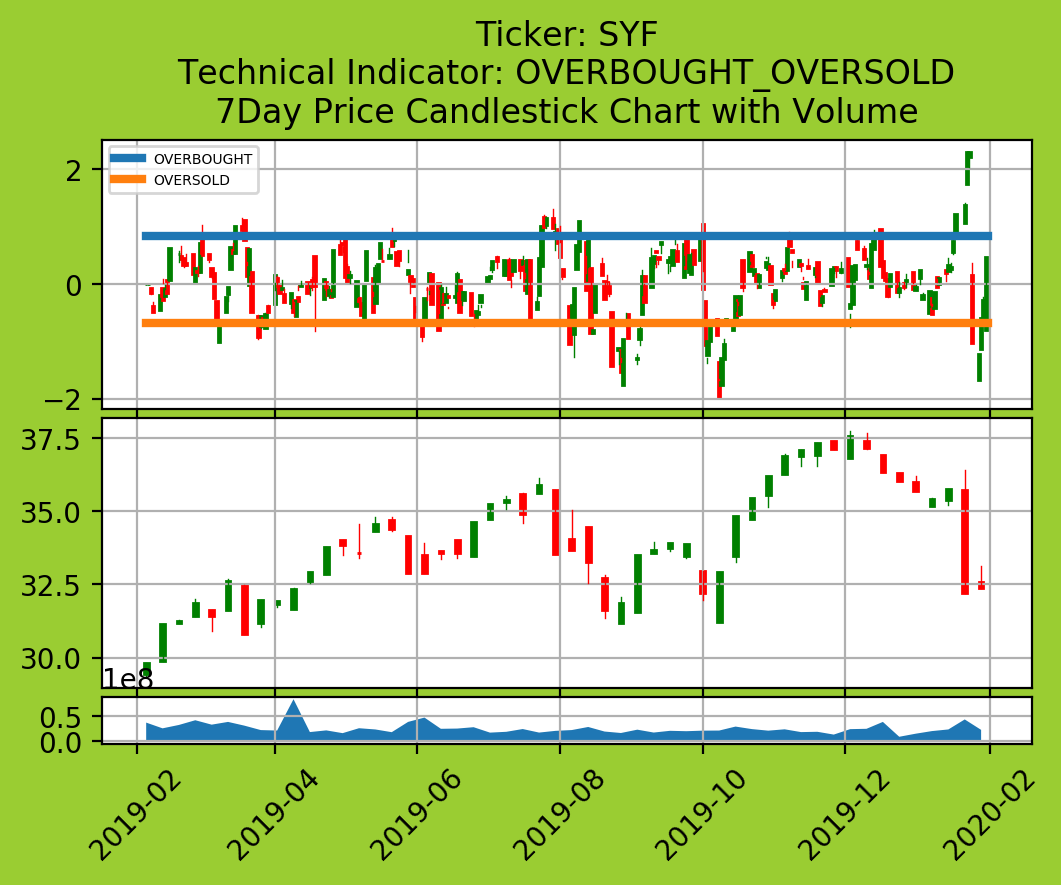 Ticker: SYF
Technical Indicator: OVERBOUGHT_OVERSOLD
7Day Price Candlestick Chart with Volume
OVERBOUGHT
OVERSOLD
2
0
−2
37.5
35.0
32.5
30.0
1e8
0.5
0.0
2019-02
2019-04
2019-06
2019-08
2019-10
2019-12
2020-02